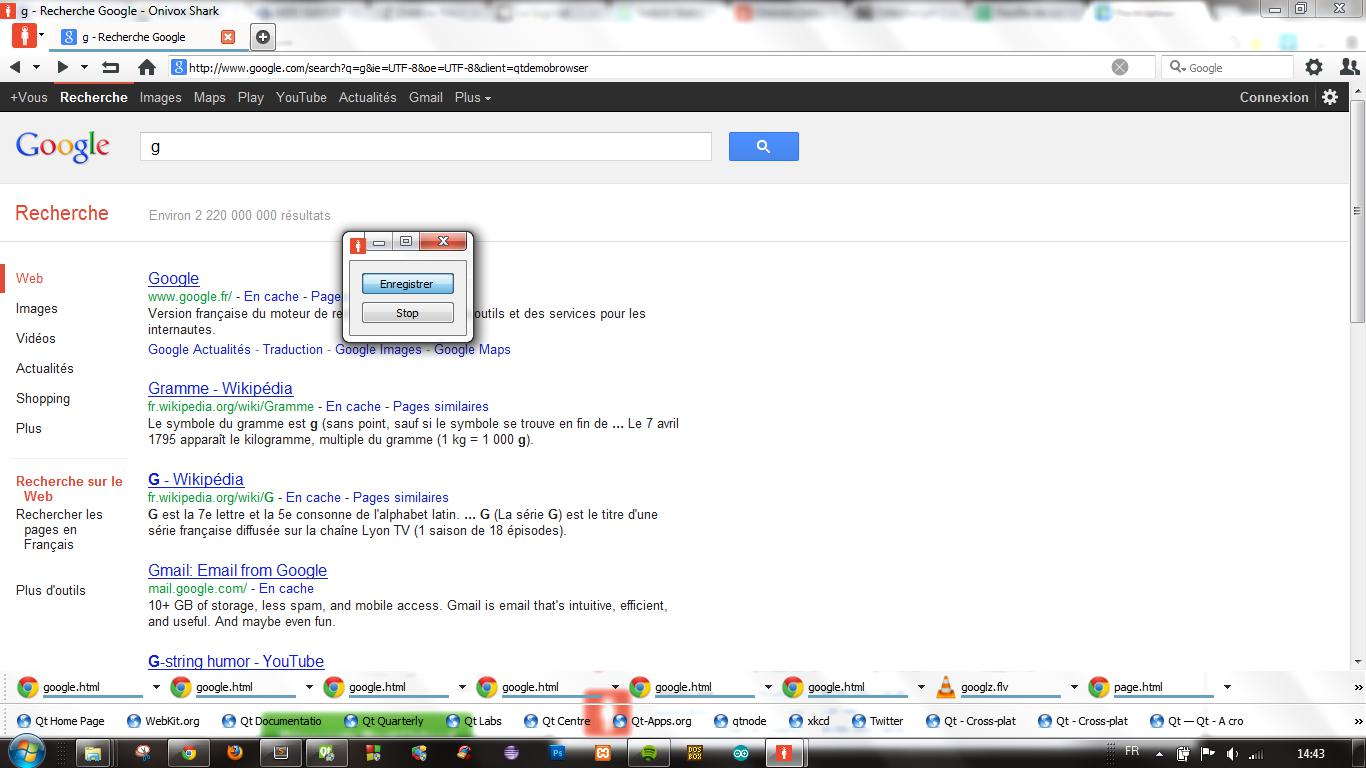 g - Recherche Google - Onivox Shark
g - Recherche Google
http://www.google.com/search?q=g&ie=UTF-8&oe=UTF-8&client=qtdemobrowser
Google
+Vous Recherche Images Maps Play YouTube Actualités Gmail Plus Connexion
Google g
Recherche Environ 2 220 000 000 résultats
Web
Images
Vidéos
Actualités
Shopping
Plus
Recherche sur le
Web
Rechercher les
pages en
Français
Plus d'outils
Google
www.google.fr/ - En cache - Page
Version française du moteur de re outils et des services pour les
internautes.
Google Actualités - Traduction - Google Images - Google Maps
Enregistrer
Stop
Gramme - Wikipédia
fr.wikipedia.org/wiki/Gramme - En cache - Pages similaires
Le symbole du gramme est g (sans point, sauf si le symbole se trouve en fin de ... Le 7 avril
1795 apparaît le kilogramme, multiple du gramme (1 kg = 1 000 g).
G - Wikipédia
fr.wikipedia.org/wiki/G - En cache - Pages similaires
G est la 7e lettre et la 5e consonne de l'alphabet latin. ... G (La série G) est le titre d'une
série française diffusée sur la chaîne Lyon TV (1 saison de 18 épisodes).
Gmail: Email from Google
mail.google.com/ - En cache
10+ GB of storage, less spam, and mobile access. Gmail is email that's intuitive, efficient,
and useful. And maybe even fun.
G-string humor - YouTube
google.html google.html google.html google.html google.html google.html googlz.flv page.html
Qt Home Page WebKit.org Qt Documentatio Qt Quarterly Qt Labs Qt Centre Qt-Apps.org qtnode xkcd Twitter Qt - Cross-plat Qt - Cross-plat Qt — Qt - A cro
FR 14:43